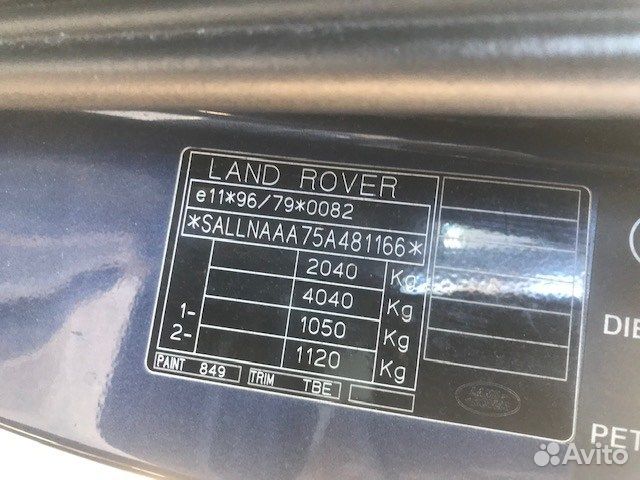 LAND ROVER
e11*96/79*0082
*SALLNAAA75A481166*
2040 Kg
4040 Kg
1- 1050 Kg
2- 1120 Kg
PAINT 849 TRIM TBE
DIE
PET
Avito